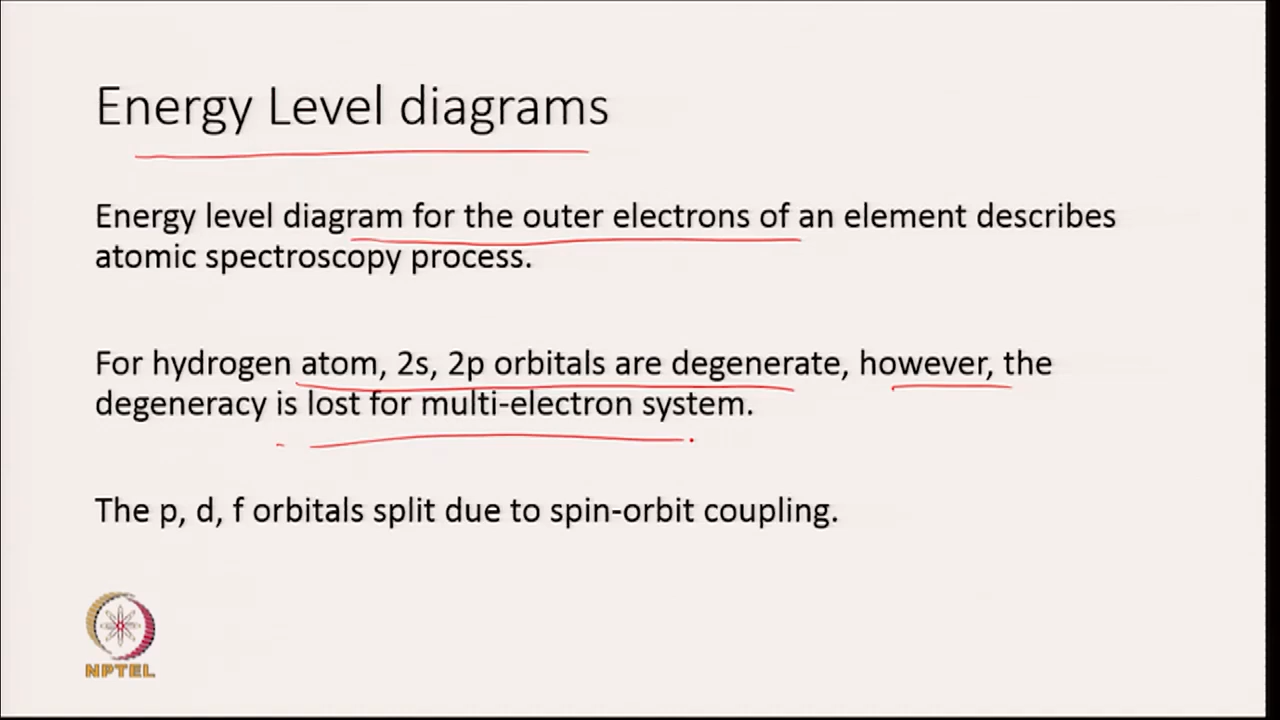 Energy Level diagrams
Energy level diagram for the outer electrons of an element describes
atomic spectroscopy process.
For hydrogen atom, 2s, 2p orbitals are degenerate, however, the
degeneracy is lost for multi-electron system.
The p, d, f orbitals split due to spin-orbit coupling.
NPTEL